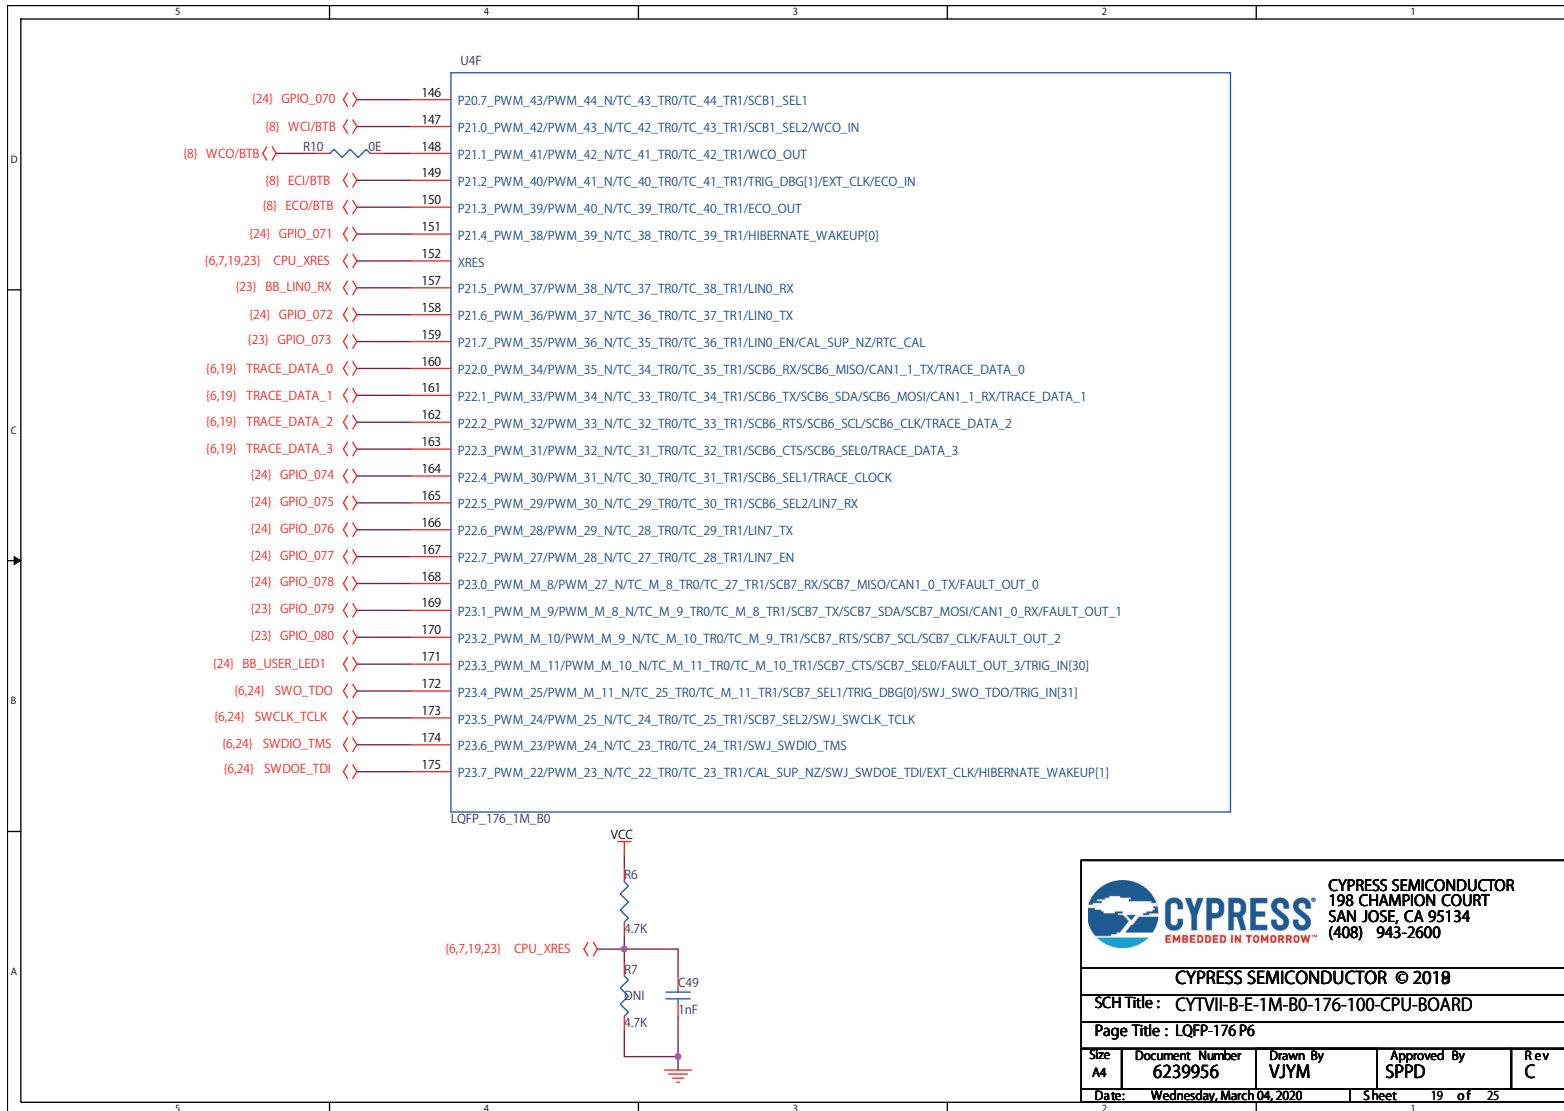 5 4 3 2 1
D
C
B
A
U4F
{24} GPIO_070 146 P20.7_PWM_43/PWM_44_N/TC_43_TR0/TC_44_TR1/SCB1_SEL1
{8} WCI/BTB 147 P21.0_PWM_42/PWM_43_N/TC_42_TR0/TC_43_TR1/SCB1_SEL2/WCO_IN
{8} WCO/BTB R10 0E 148 P21.1_PWM_41/PWM_42_N/TC_41_TR0/TC_42_TR1/WCO_OUT
{8} ECI/BTB 149 P21.2_PWM_40/PWM_41_N/TC_40_TR0/TC_41_TR1/TRIG_DBG[1]/EXT_CLK/ECO_IN
{8} ECO/BTB 150 P21.3_PWM_39/PWM_40_N/TC_39_TR0/TC_40_TR1/ECO_OUT
{24} GPIO_071 151 P21.4_PWM_38/PWM_39_N/TC_38_TR0/TC_39_TR1/HIBERNATE_WAKEUP[0]
{6,7,19,23} CPU_XRES 152 XRES
{23} BB_LIN0_RX 157 P21.5_PWM_37/PWM_38_N/TC_37_TR0/TC_38_TR1/LIN0_RX
{24} GPIO_072 158 P21.6_PWM_36/PWM_37_N/TC_36_TR0/TC_37_TR1/LIN0_TX
{23} GPIO_073 159 P21.7_PWM_35/PWM_36_N/TC_35_TR0/TC_36_TR1/LIN0_EN/CAL_SUP_NZ/RTC_CAL
{6,19} TRACE_DATA_0 160 P22.0_PWM_34/PWM_35_N/TC_34_TR0/TC_35_TR1/SCB6_RX/SCB6_MISO/CAN1_1_TX/TRACE_DATA_0
{6,19} TRACE_DATA_1 161 P22.1_PWM_33/PWM_34_N/TC_33_TR0/TC_34_TR1/SCB6_TX/SCB6_SDA/SCB6_MOSI/CAN1_1_RX/TRACE_DATA_1
{6,19} TRACE_DATA_2 162 P22.2_PWM_32/PWM_33_N/TC_32_TR0/TC_33_TR1/SCB6_RTS/SCB6_SCL/SCB6_CLK/TRACE_DATA_2
{6,19} TRACE_DATA_3 163 P22.3_PWM_31/PWM_32_N/TC_31_TR0/TC_32_TR1/SCB6_CTS/SCB6_SEL0/TRACE_DATA_3
{24} GPIO_074 164 P22.4_PWM_30/PWM_31_N/TC_30_TR0/TC_31_TR1/SCB6_SEL1/TRACE_CLOCK
{24} GPIO_075 165 P22.5_PWM_29/PWM_30_N/TC_29_TR0/TC_30_TR1/SCB6_SEL2/LIN7_RX
{24} GPIO_076 166 P22.6_PWM_28/PWM_29_N/TC_28_TR0/TC_29_TR1/LIN7_TX
{24} GPIO_077 167 P22.7_PWM_27/PWM_28_N/TC_27_TR0/TC_28_TR1/LIN7_EN
{24} GPIO_078 168 P23.0_PWM_M_8/PWM_27_N/TC_M_8_TR0/TC_27_TR1/SCB7_RX/SCB7_MISO/CAN1_0_TX/FAULT_OUT_0
{23} GPIO_079 169 P23.1_PWM_M_9/PWM_M_8_N/TC_M_9_TR0/TC_M_8_TR1/SCB7_TX/SCB7_SDA/SCB7_MOSI/CAN1_0_RX/FAULT_OUT_1
{23} GPIO_080 170 P23.2_PWM_M_10/PWM_M_9_N/TC_M_10_TR0/TC_M_9_TR1/SCB7_RTS/SCB7_SCL/SCB7_CLK/FAULT_OUT_2
{24} BB_USER_LED1 171 P23.3_PWM_M_11/PWM_M_10_N/TC_M_11_TR0/TC_M_10_TR1/SCB7_CTS/SCB7_SEL0/FAULT_OUT_3/TRIG_IN[30]
{6,24} SWO_TDO 172 P23.4_PWM_25/PWM_M_11_N/TC_25_TR0/TC_M_11_TR1/SCB7_SEL1/TRIG_DBG[0]/SWJ_SWO_TDO/TRIG_IN[31]
{6,24} SWCLK_TCLK 173 P23.5_PWM_24/PWM_25_N/TC_24_TR0/TC_25_TR1/SCB7_SEL2/SWJ_SWCLK_TCLK
{6,24} SWDIO_TMS 174 P23.6_PWM_23/PWM_24_N/TC_23_TR0/TC_24_TR1/SWJ_SWDIO_TMS
{6,24} SWDOE_TDI 175 P23.7_PWM_22/PWM_23_N/TC_22_TR0/TC_23_TR1/CAL_SUP_NZ/SWJ_SWDOE_TDI/EXT_CLK/HIBERNATE_WAKEUP[1]
LQFP_176_1M_B0
VCC
R6
4.7K
{6,7,19,23} CPU_XRES
R7
DNI
4.7K
C49
1nF
CYPRESS
EMBEDDED IN TOMORROW™
CYPRESS SEMICONDUCTOR
198 CHAMPION COURT
SAN JOSE, CA 95134
(408) 943-2600
CYPRESS SEMICONDUCTOR ©
SCH Title : CYTVII-B-E-1M-B0-176-100-CPU-BOARD
Page Title : LQFP-176 P6
Size Document Number Drawn By Approved By Rev
A4 6239956 VJYM SPPD C
Date: Wednesday, March 04, 2020 Sheet 19 of 25
5 4 3 2 1